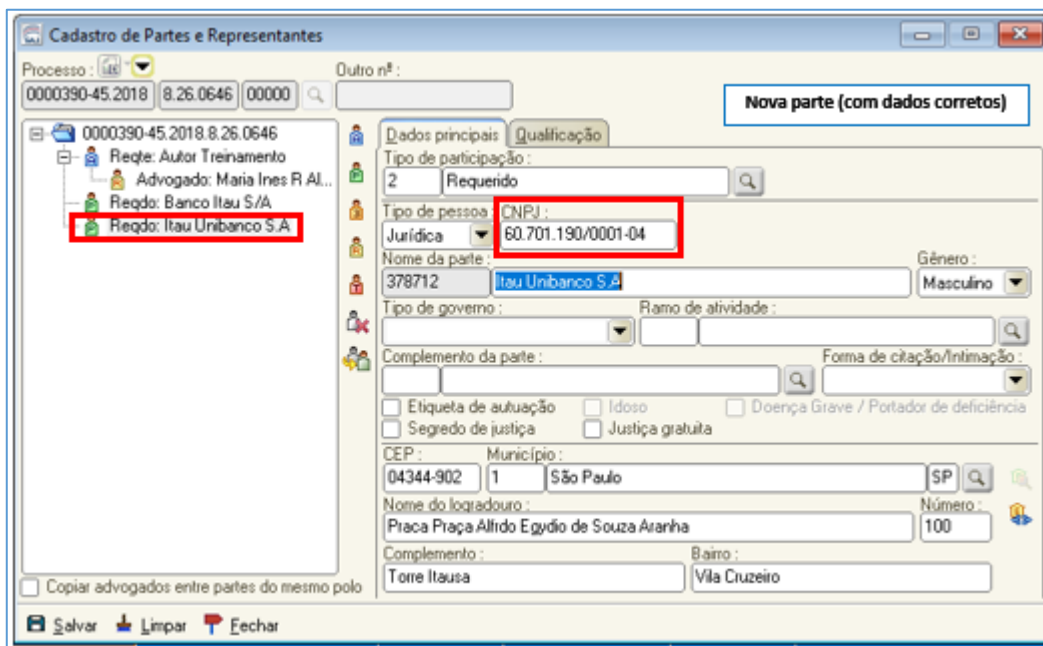 Cadastro de Partes e Representantes
Processo :
Outro nº :
0000390-45.2018 8.26.0646 00000
Nova parte (com dados corretos)
0000390-45.2018.8.26.0646
Reqte: Autor Treinamento
Advogado: Maria Ines R Al...
Reqdo: Banco Itau S/A
Reqdo: Itau Unibanco S.A
Copiar advogados entre partes do mesmo polo
Dados principais Qualificação
Tipo de participação :
2 Requerido
Tipo de pessoa : CNPJ :
Jurídica 60.701.190/0001-04
Nome da parte : Gênero :
378712 Itau Unibanco S.A Masculino
Tipo de governo : Ramo de atividade :
Complemento da parte : Forma de citação/Intimação :
Etiqueta de autuação Idoso Doença Grave / Portador de deficiência
Segredo de justiça Justiça gratuita
CEP : Município :
04344-902 1 São Paulo SP
Nome do logradouro : Número :
Praca Praça Alfrido Egydio de Souza Aranha 100
Complemento : Bairro :
Torre Itausa Vila Cruzeiro
Salvar Limpar Fechar